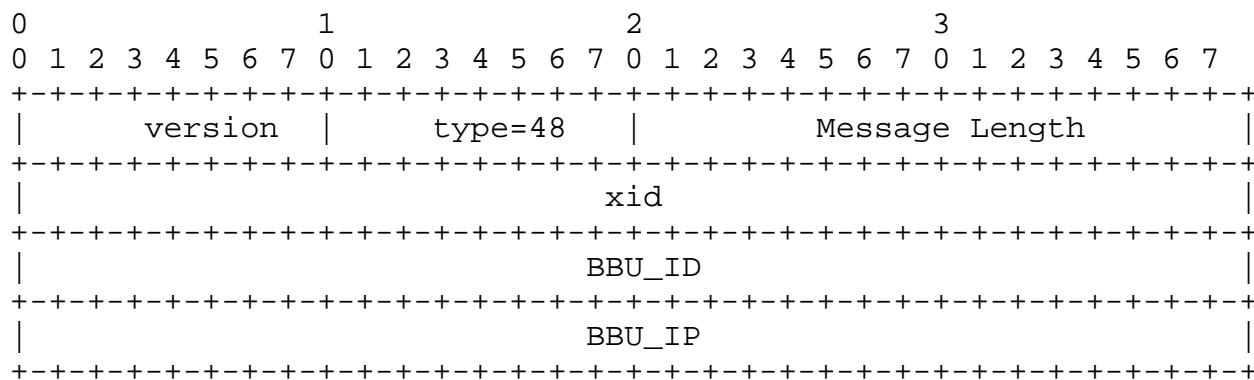 0                               1                               2                               3
0 1 2 3 4 5 6 7 0 1 2 3 4 5 6 7 0 1 2 3 4 5 6 7 0 1 2 3 4 5 6 7
+-+-+-+-+-+-+-+-+-+-+-+-+-+-+-+-+-+-+-+-+-+-+-+-+-+-+-+-+-+-+-+-+
|      version  |     type=48   |         Message Length        |
+-+-+-+-+-+-+-+-+-+-+-+-+-+-+-+-+-+-+-+-+-+-+-+-+-+-+-+-+-+-+-+-+
|                              xid                              |
+-+-+-+-+-+-+-+-+-+-+-+-+-+-+-+-+-+-+-+-+-+-+-+-+-+-+-+-+-+-+-+-+
|                             BBU_ID                            |
+-+-+-+-+-+-+-+-+-+-+-+-+-+-+-+-+-+-+-+-+-+-+-+-+-+-+-+-+-+-+-+-+
|                             BBU_IP                            |
+-+-+-+-+-+-+-+-+-+-+-+-+-+-+-+-+-+-+-+-+-+-+-+-+-+-+-+-+-+-+-+-+